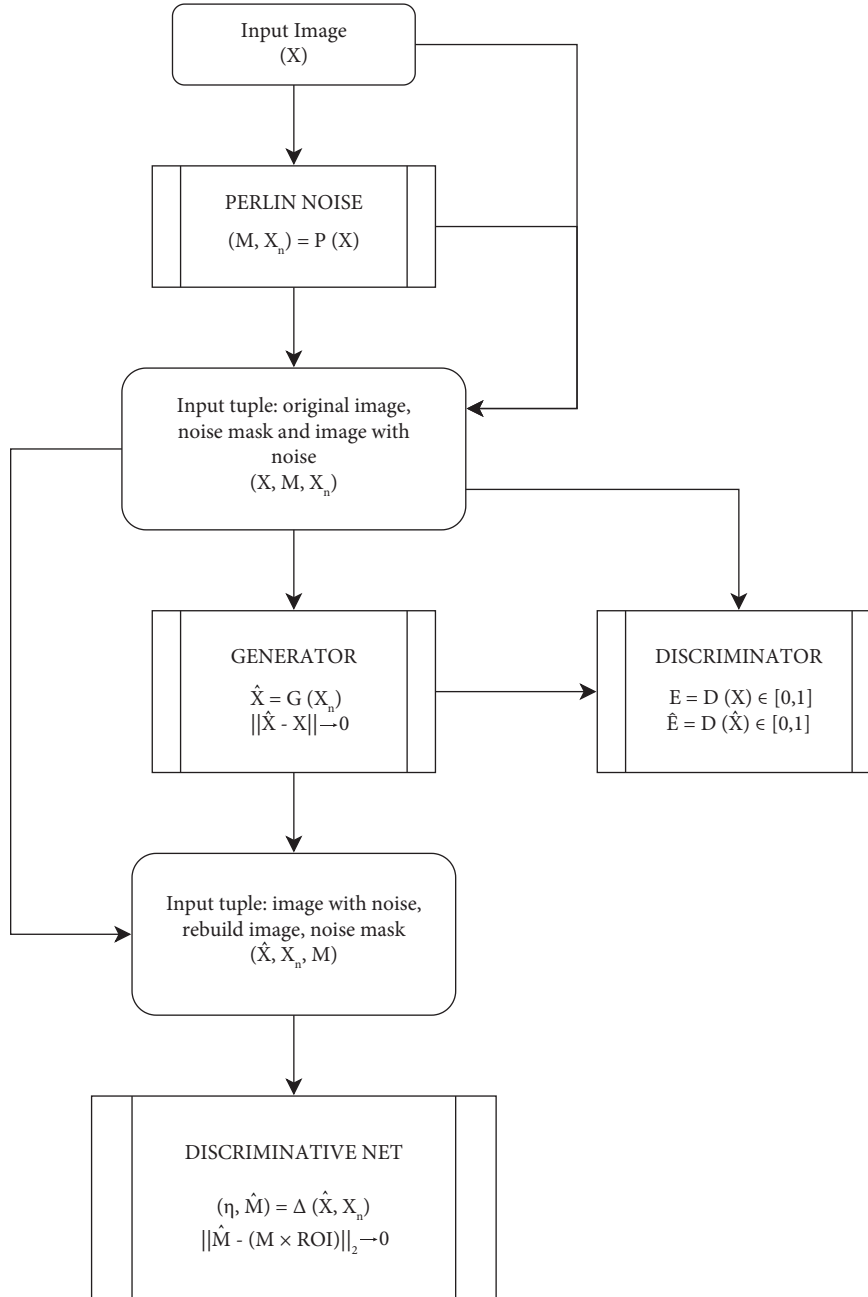 Input Image
(X)
PERLIN NOISE
(M, Xₙ) = P (X)
Input tuple: original image,
noise mask and image with
noise
(X, M, Xₙ)
GENERATOR
X̂ = G (Xₙ)
||X̂ - X||→0
DISCRIMINATOR
E = D (X) ∈ [0,1]
Ê = D (X̂) ∈ [0,1]
Input tuple: image with noise,
rebuild image, noise mask
(X̂, Xₙ, M)
DISCRIMINATIVE NET
(η, M̂) = Δ (X̂, Xₙ)
||M̂ - (M × ROI)||₂→0